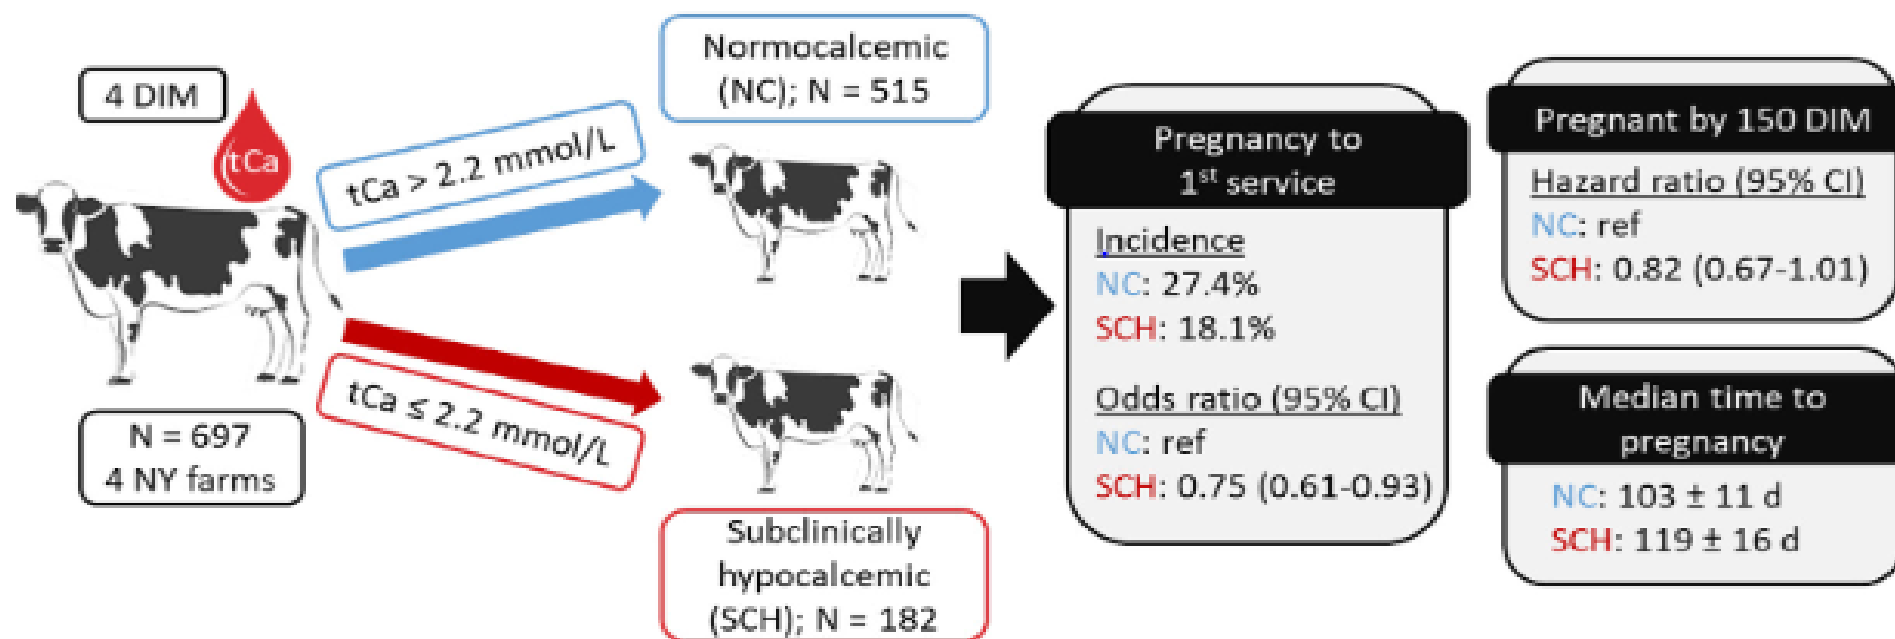 4 DIM
tCa
N = 697
4 NY farms
tCa > 2.2 mmol/L
tCa ≤ 2.2 mmol/L
Normocalcemic
(NC); N = 515
Subclinically
hypocalcemic
(SCH); N = 182
Pregnancy to
1st service
Incidence
NC: 27.4%
SCH: 18.1%
Odds ratio (95% CI)
NC: ref
SCH: 0.75 (0.61-0.93)
Pregnant by 150 DIM
Hazard ratio (95% CI)
NC: ref
SCH: 0.82 (0.67-1.01)
Median time to
pregnancy
NC: 103 ± 11 d
SCH: 119 ± 16 d